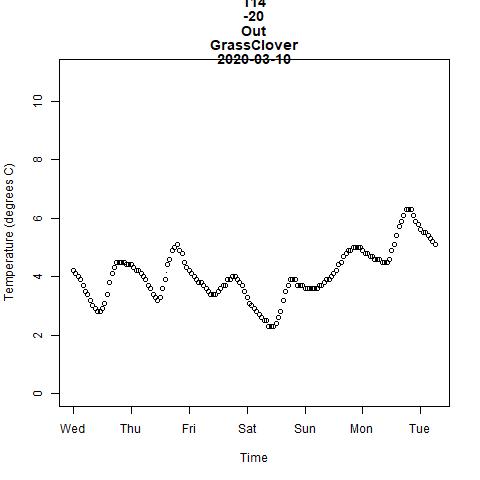 114
-20
Out
GrassClover
2020-03-10
Temperature (degrees C)
10
8
6
4
2
0
Wed Thu Fri Sat Sun Mon Tue
Time